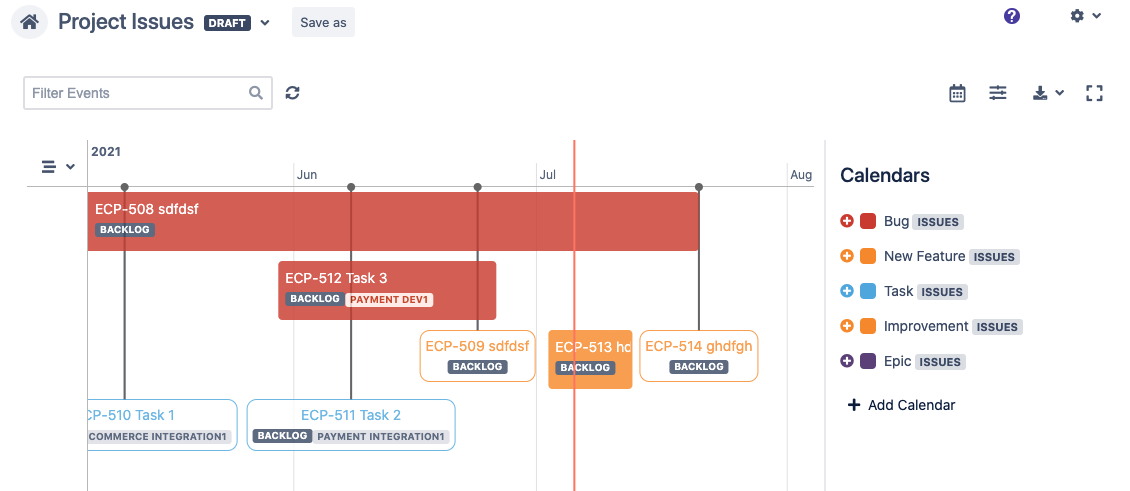 Project Issues DRAFT
Save as
Filter Events
2021
Jun Jul Aug
ECP-508 sdfdsf
BACKLOG
ECP-512 Task 3
BACKLOG PAYMENT DEV1
ECP-509 sdfdsf
BACKLOG
ECP-513
BACKLOG
ECP-514 ghdfgh
BACKLOG
CP-510 Task 1
COMMERCE INTEGRATION1
ECP-511 Task 2
BACKLOG PAYMENT INTEGRATION1
Calendars
Bug ISSUES
New Feature ISSUES
Task ISSUES
Improvement ISSUES
Epic ISSUES
Add Calendar